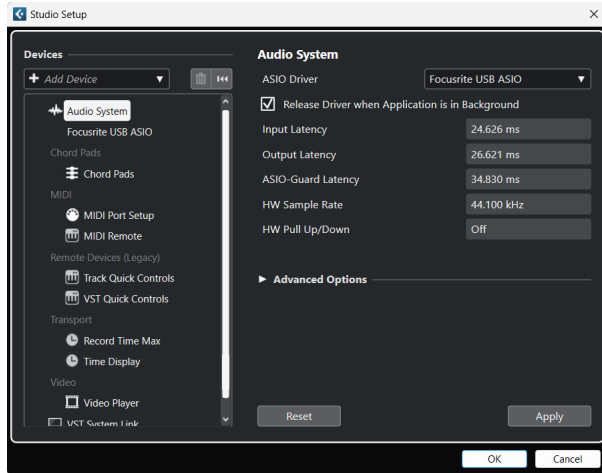 Studio Setup
Devices
+ Add Device
Audio System
Focusrite USB ASIO
Chord Pads
Chord Pads
MIDI
MIDI Port Setup
MIDI Remote
Remote Devices (Legacy)
Track Quick Controls
VST Quick Controls
Transport
Record Time Max
Time Display
Video
Video Player
VST System Link
Audio System
ASIO Driver Focusrite USB ASIO
Release Driver when Application is in Background
Input Latency 24.626 ms
Output Latency 26.621 ms
ASIO-Guard Latency 34.830 ms
HW Sample Rate 44.100 kHz
HW Pull Up/Down Off
Advanced Options
Reset Apply
OK Cancel